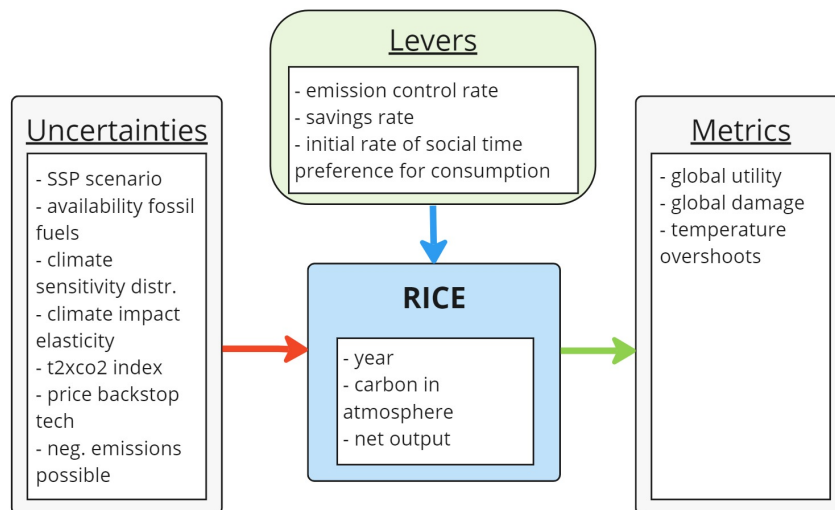 Levers
- emission control rate
- savings rate
- initial rate of social time
preference for consumption
Uncertainties
- SSP scenario
- availability fossil
fuels
- climate
sensitivity distr.
- climate impact
elasticity
- t2xco2 index
- price backstop
tech
- neg. emissions
possible
RICE
- year
- carbon in
atmosphere
- net output
Metrics
- global utility
- global damage
- temperature
overshoots